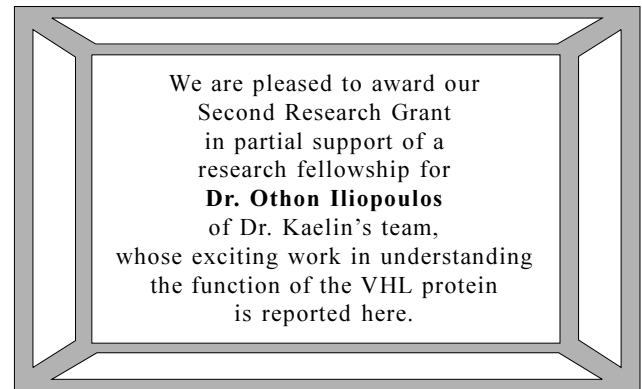 We are pleased to award our
Second Research Grant
in partial support of a
research fellowship for
Dr. Othon Iliopoulos
of Dr. Kaelin’s team,
whose exciting work in understanding
the function of the VHL protein
is reported here.